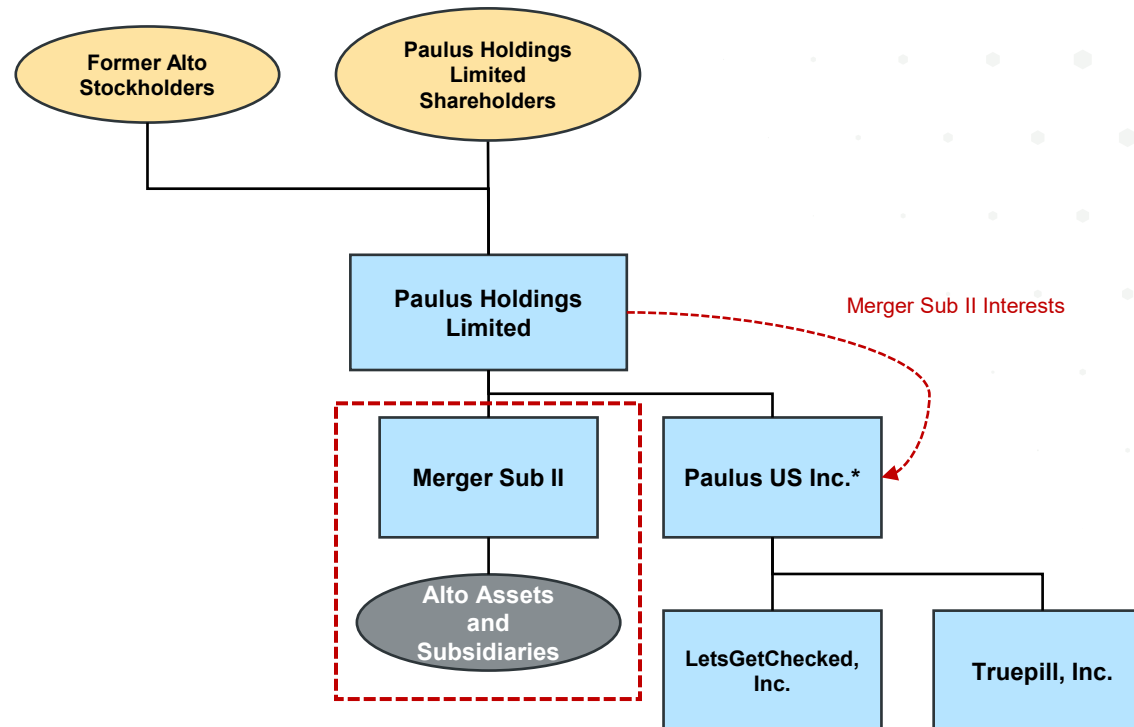 Former Alto
Stockholders
Paulus Holdings
Limited
Shareholders
Paulus Holdings
Limited
Merger Sub II Interests
Merger Sub II
Paulus US Inc.*
Alto Assets
and
Subsidiaries
LetsGetChecked,
Inc.
Truepill, Inc.